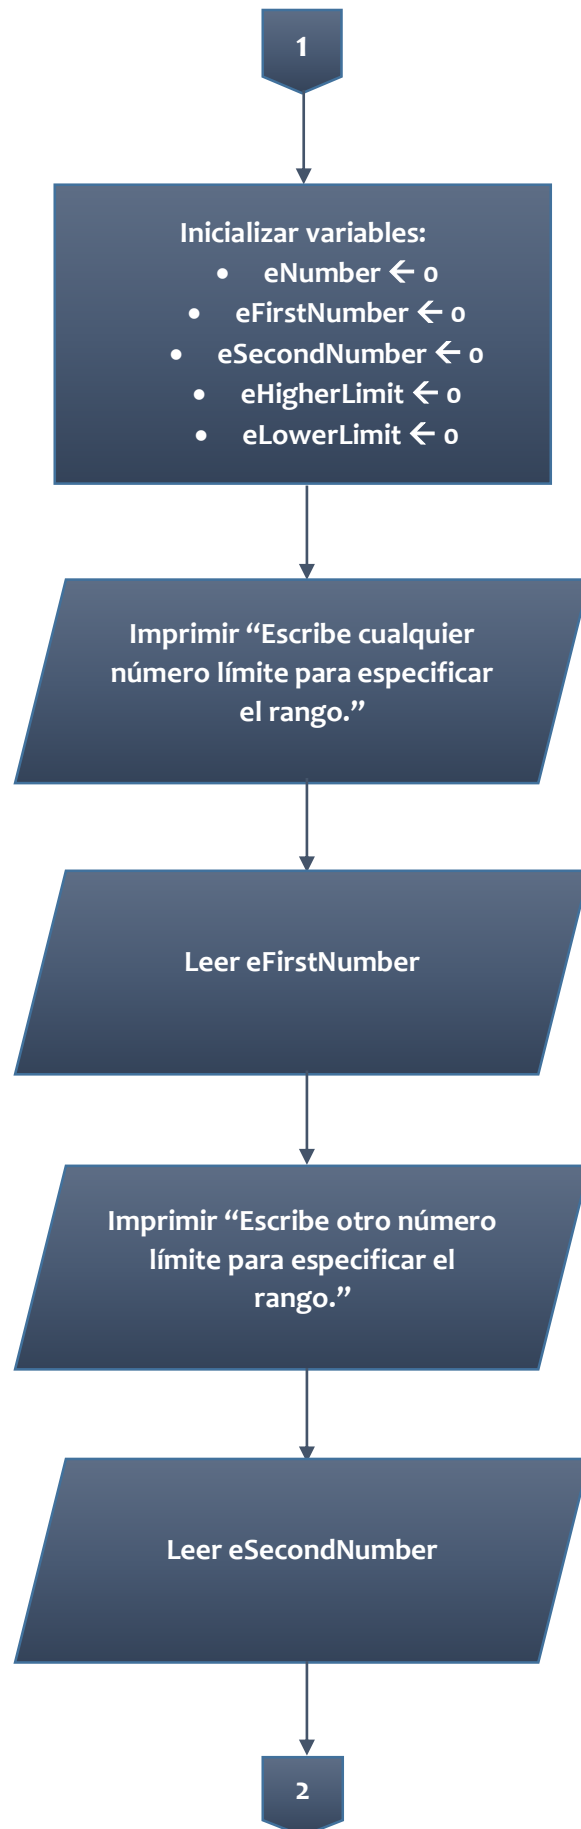 1
Inicializar variables:
• eNumber ← 0
• eFirstNumber ← 0
• eSecondNumber ← 0
• eHigherLimit ← 0
• eLowerLimit ← 0
Imprimir “Escribe cualquier
número límite para especificar
el rango.”
Leer eFirstNumber
Imprimir “Escribe otro número
límite para especificar el
rango.”
Leer eSecondNumber
2